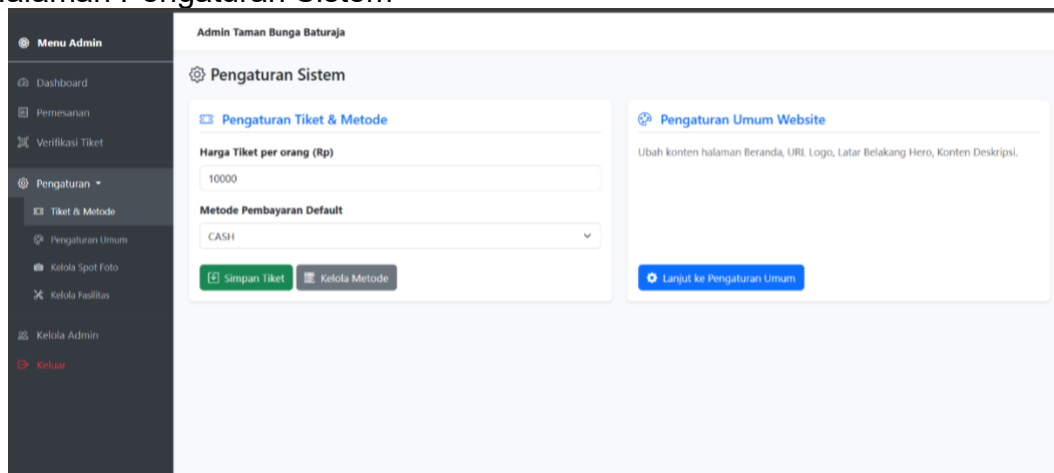 Halaman Pengaturan Sistem
Menu Admin
Dashboard
Pemesanan
Verifikasi Tiket
Pengaturan
Tiket & Metode
Pengaturan Umum
Kelola Spot Foto
Kelola Fasilitas
Kelola Admin
Keluar
Admin Taman Bunga Baturaja
Pengaturan Sistem
Pengaturan Tiket & Metode
Harga Tiket per orang (Rp)
10000
Metode Pembayaran Default
CASH
Simpan Tiket
Kelola Metode
Pengaturan Umum Website
Ubah konten halaman Beranda, URL Logo, Latar Belakang Hero, Konten Deskripsi.
Lanjut ke Pengaturan Umum